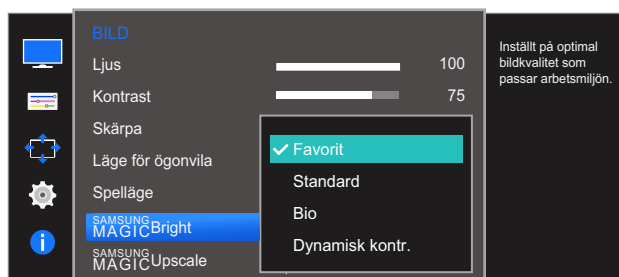 BILD
Ljus 100
Kontrast 75
Skärpa
Läge för ögonvila
Spelläge
SAMSUNG
MAGICBright
SAMSUNG
MAGICUpscale
Favorit
Standard
Bio
Dynamisk kontr.
Inställt på optimal
bildkvalitet som
passar arbetsmiljön.